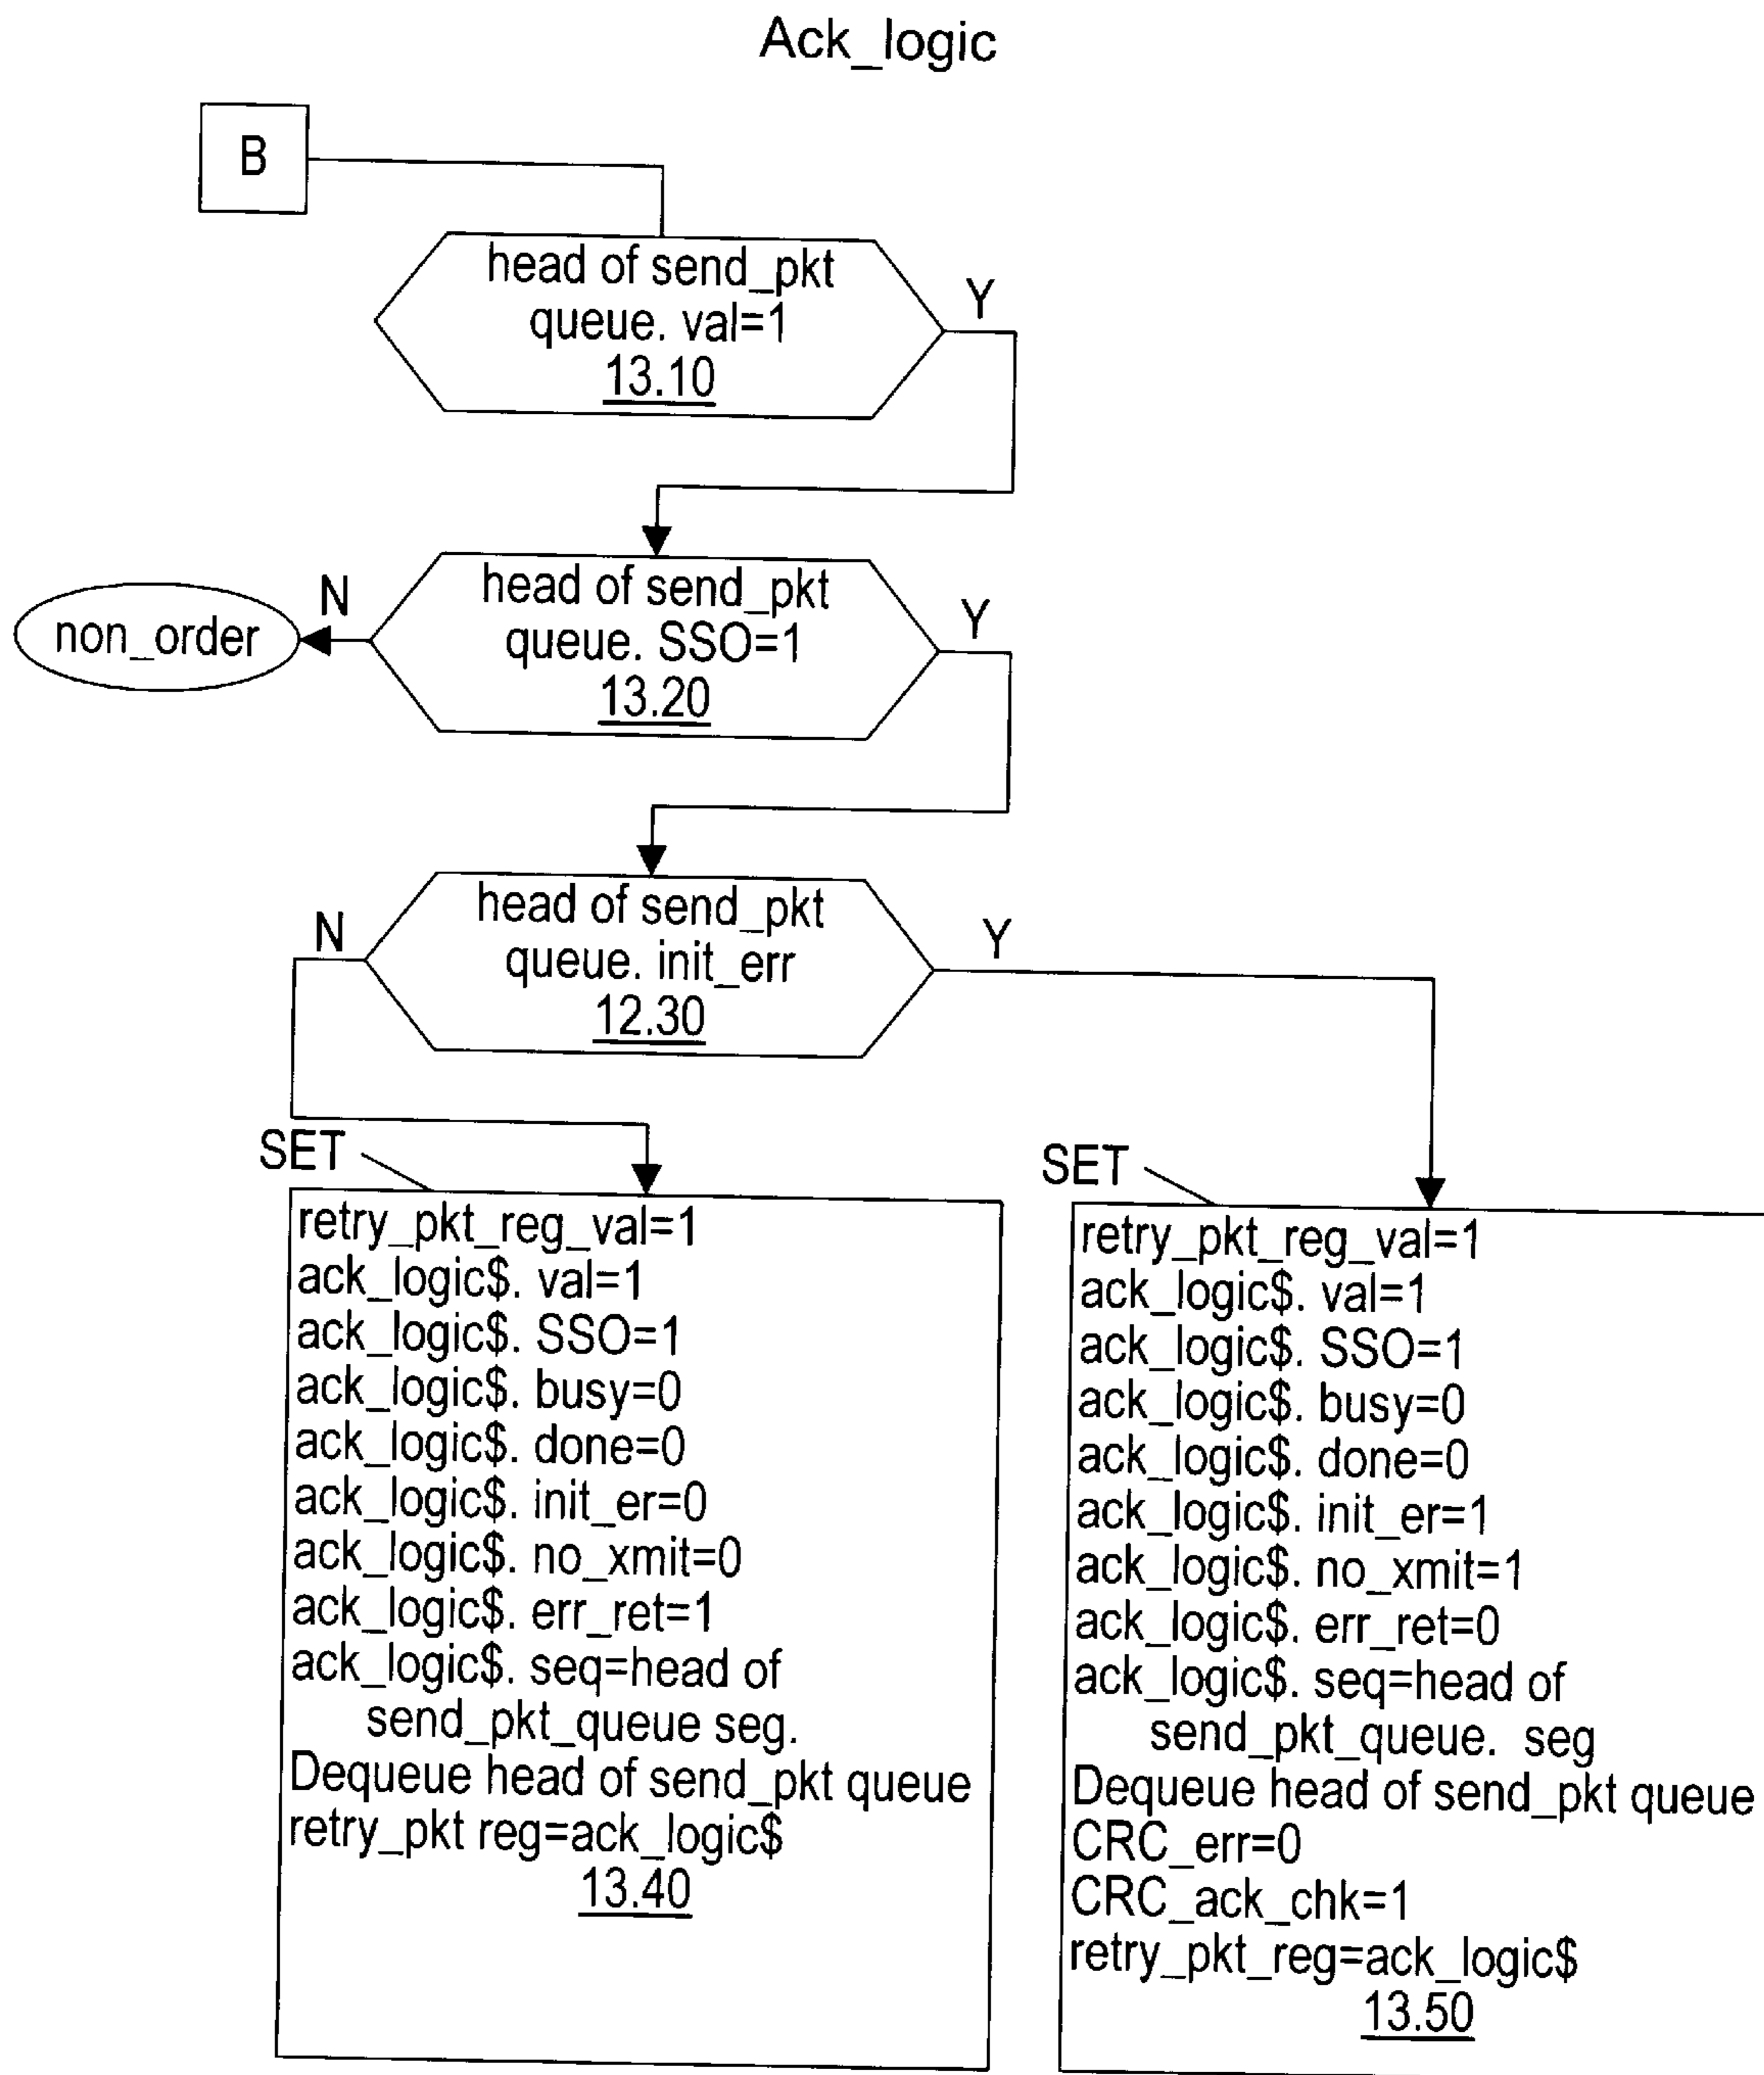 Ack_logic
B
head of send_pkt
queue. val=1
13.10
Y
head of send_pkt
queue. SSO=1
13.20
N
Y
non_order
head of send_pkt
queue. init_err
12.30
N
Y
SET
retry_pkt_reg_val=1
ack_logic$. val=1
ack_logic$. SSO=1
ack_logic$. busy=0
ack_logic$. done=0
ack_logic$. init_er=0
ack_logic$. no_xmit=0
ack_logic$. err_ret=1
ack_logic$. seq=head of
send_pkt_queue seg.
Dequeue head of send_pkt queue
retry_pkt reg=ack_logic$
13.40
SET
retry_pkt_reg_val=1
ack_logic$. val=1
ack_logic$. SSO=1
ack_logic$. busy=0
ack_logic$. done=0
ack_logic$. init_er=1
ack_logic$. no_xmit=1
ack_logic$. err_ret=0
ack_logic$. seq=head of
send_pkt_queue. seg
Dequeue head of send_pkt queue
CRC_err=0
CRC_ack_chk=1
retry_pkt_reg=ack_logic$
13.50